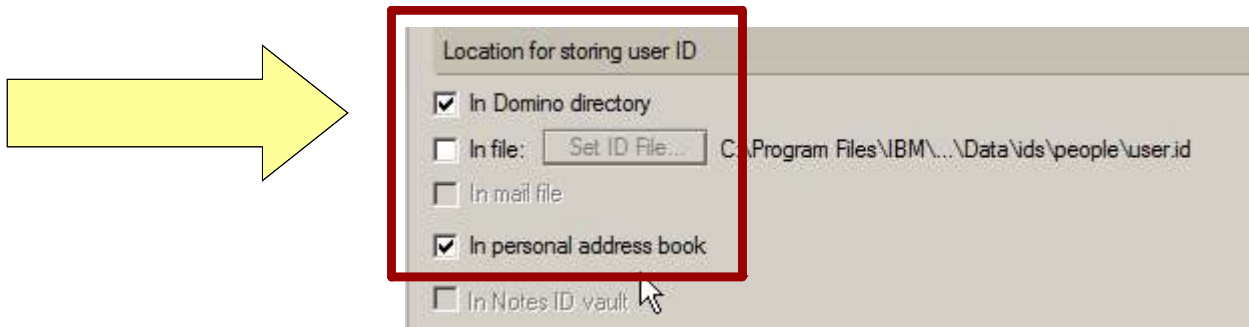 Location for storing user ID
In Domino directory
In file: Set ID File... C:\Program Files\IBM\...\Data\ids\people\user.id
In mail file
In personal address book
In Notes ID vault